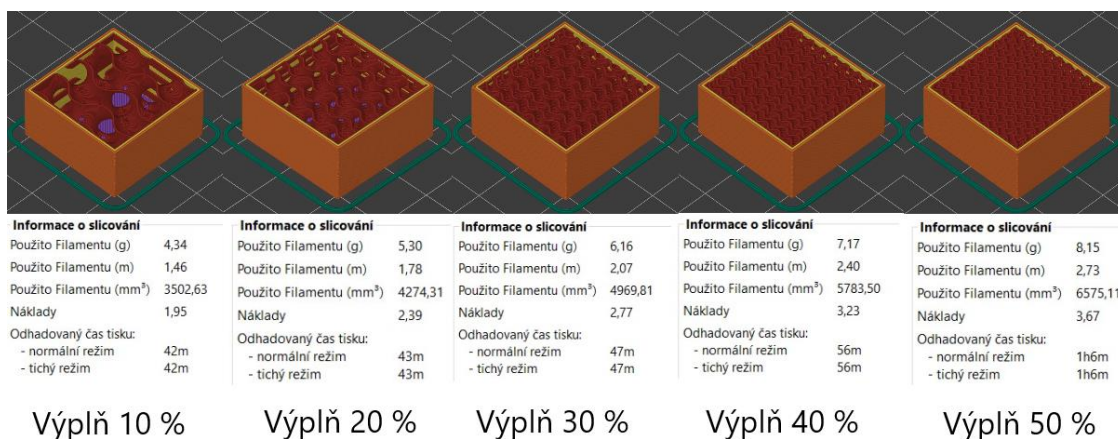 Informace o slicování
Použito Filamentu (g) 4,34
Použito Filamentu (m) 1,46
Použito Filamentu (mm³) 3502,63
Náklady 1,95
Odhadovaný čas tisku:
- normální režim 42m
- tichý režim 42m
Výplň 10 %
Informace o slicování
Použito Filamentu (g) 5,30
Použito Filamentu (m) 1,78
Použito Filamentu (mm³) 4274,31
Náklady 2,39
Odhadovaný čas tisku:
- normální režim 43m
- tichý režim 43m
Výplň 20 %
Informace o slicování
Použito Filamentu (g) 6,16
Použito Filamentu (m) 2,07
Použito Filamentu (mm³) 4969,81
Náklady 2,77
Odhadovaný čas tisku:
- normální režim 47m
- tichý režim 47m
Výplň 30 %
Informace o slicování
Použito Filamentu (g) 7,17
Použito Filamentu (m) 2,40
Použito Filamentu (mm³) 5783,50
Náklady 3,23
Odhadovaný čas tisku:
- normální režim 56m
- tichý režim 56m
Výplň 40 %
Informace o slicování
Použito Filamentu (g) 8,15
Použito Filamentu (m) 2,73
Použito Filamentu (mm³) 6575,11
Náklady 3,67
Odhadovaný čas tisku:
- normální režim 1h6m
- tichý režim 1h6m
Výplň 50 %